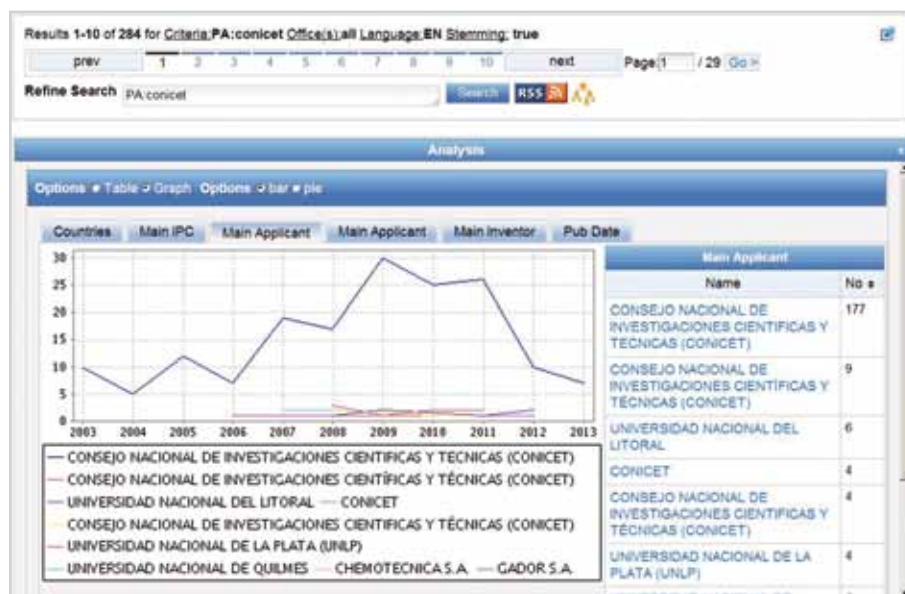 Results 1-10 of 284 for Criteria:PA:conicet Office(s):all Language:EN Stemming: true
prev 1 2 3 4 5 6 7 8 9 10 next Page:1 / 29 Go >
Refine Search PA:conicet Search RSS
Analysis
Options Table Graph Options bar pie
Countries Main IPC Main Applicant Main Applicant Main Inventor Pub Date
30
25
20
15
10
5
0
2003 2004 2005 2006 2007 2008 2009 2010 2011 2012 2013
CONSEJO NACIONAL DE INVESTIGACIONES CIENTIFICAS Y TECNICAS (CONICET)
CONSEJO NACIONAL DE INVESTIGACIONES CIENTÍFICAS Y TÉCNICAS (CONICET)
UNIVERSIDAD NACIONAL DEL LITORAL CONICET
CONSEJO NACIONAL DE INVESTIGACIONES CIENTIFICAS Y TÉCNICAS (CONICET)
UNIVERSIDAD NACIONAL DE LA PLATA (UNLP)
UNIVERSIDAD NACIONAL DE QUILMES CHEMOTECNICA S.A. GADOR S.A.
Main Applicant
Name No
CONSEJO NACIONAL DE 177
INVESTIGACIONES CIENTIFICAS Y
TECNICAS (CONICET)
CONSEJO NACIONAL DE 9
INVESTIGACIONES CIENTÍFICAS Y
TÉCNICAS (CONICET)
UNIVERSIDAD NACIONAL DEL 6
LITORAL
CONICET 4
CONSEJO NACIONAL DE 4
INVESTIGACIONES CIENTIFICAS Y
TÉCNICAS (CONICET)
UNIVERSIDAD NACIONAL DE LA 4
PLATA (UNLP)